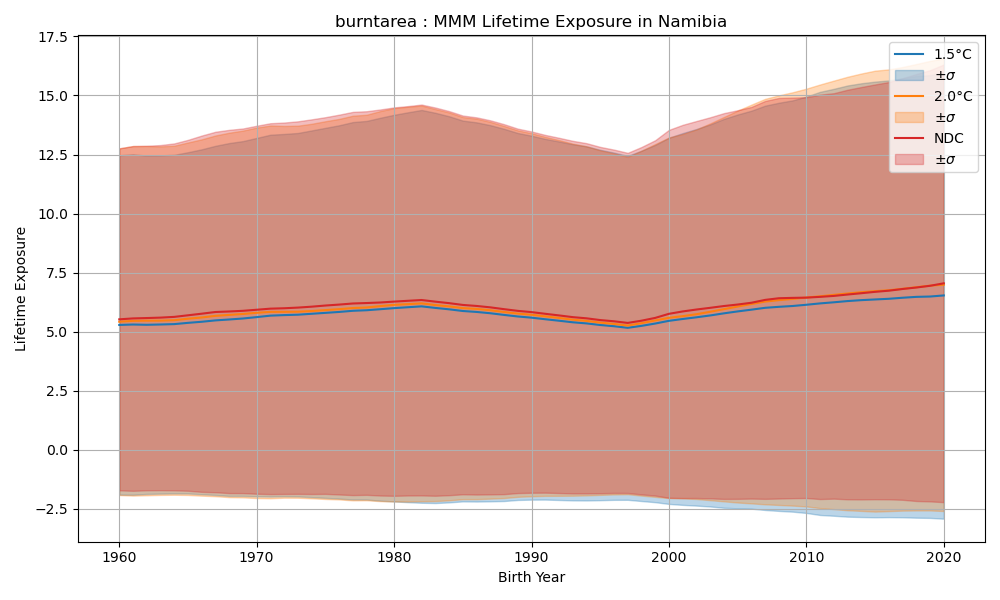 burntarea : MMM Lifetime Exposure in Namibia
17.5
15.0
12.5
10.0
7.5
5.0
2.5
0.0
−2.5
Lifetime Exposure
1960
1970
1980
1990
2000
2010
2020
Birth Year
1.5°C
±σ
2.0°C
±σ
NDC
±σ